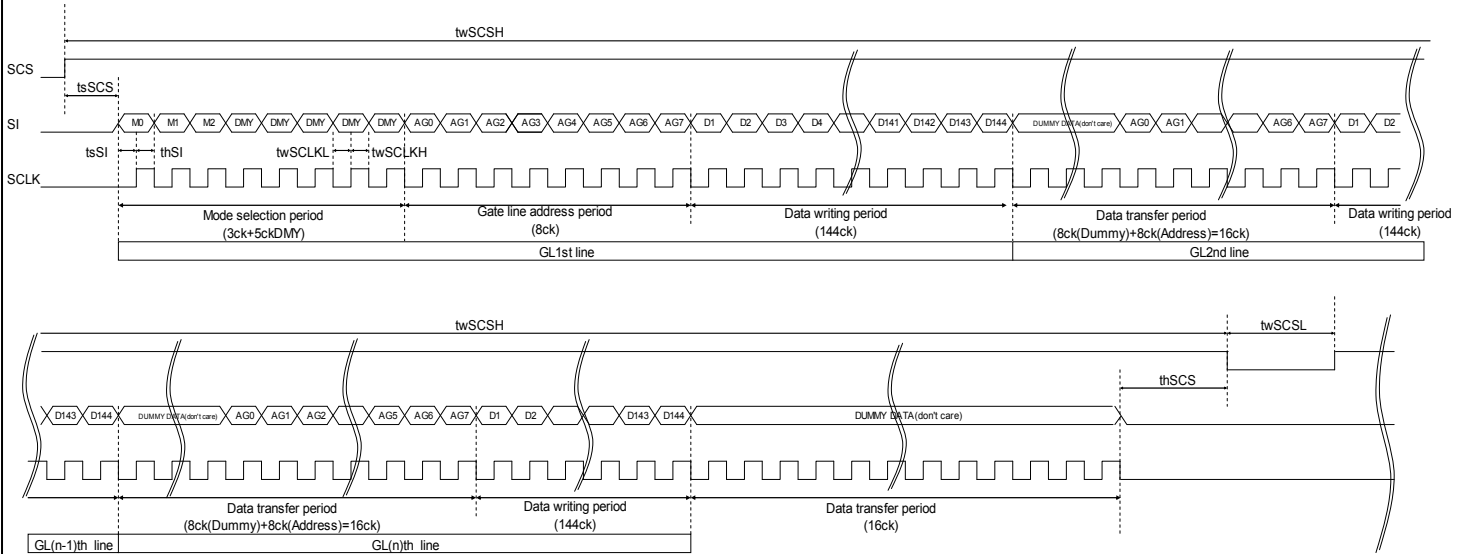 twSCSH
SCS
tsSCS
SI M0 M1 M2 DMY DMY DMY DMY DMY AG0 AG1 AG2 AG3 AG4 AG5 AG6 AG7 D1 D2 D3 D4 D141 D142 D143 D144 DUMMY DATA(don't care) AG0 AG1 AG6 AG7 D1 D2
tsSI thSI twSCLKL twSCLKH
SCLK
Mode selection period Gate line address period Data writing period Data transfer period Data writing period
(3ck+5ckDMY) (8ck) (144ck) (8ck(Dummy)+8ck(Address)=16ck) (144ck)
GL1st line GL2nd line
twSCSH twSCSL
thSCS
D143 D144 DUMMY DATA(don't care) AG0 AG1 AG2 AG5 AG6 AG7 D1 D2 D143 D144 DUMMY DATA(don't care)
Data transfer period Data writing period Data transfer period
(8ck(Dummy)+8ck(Address)=16ck) (144ck) (16ck)
GL(n-1)th line GL(n)th line